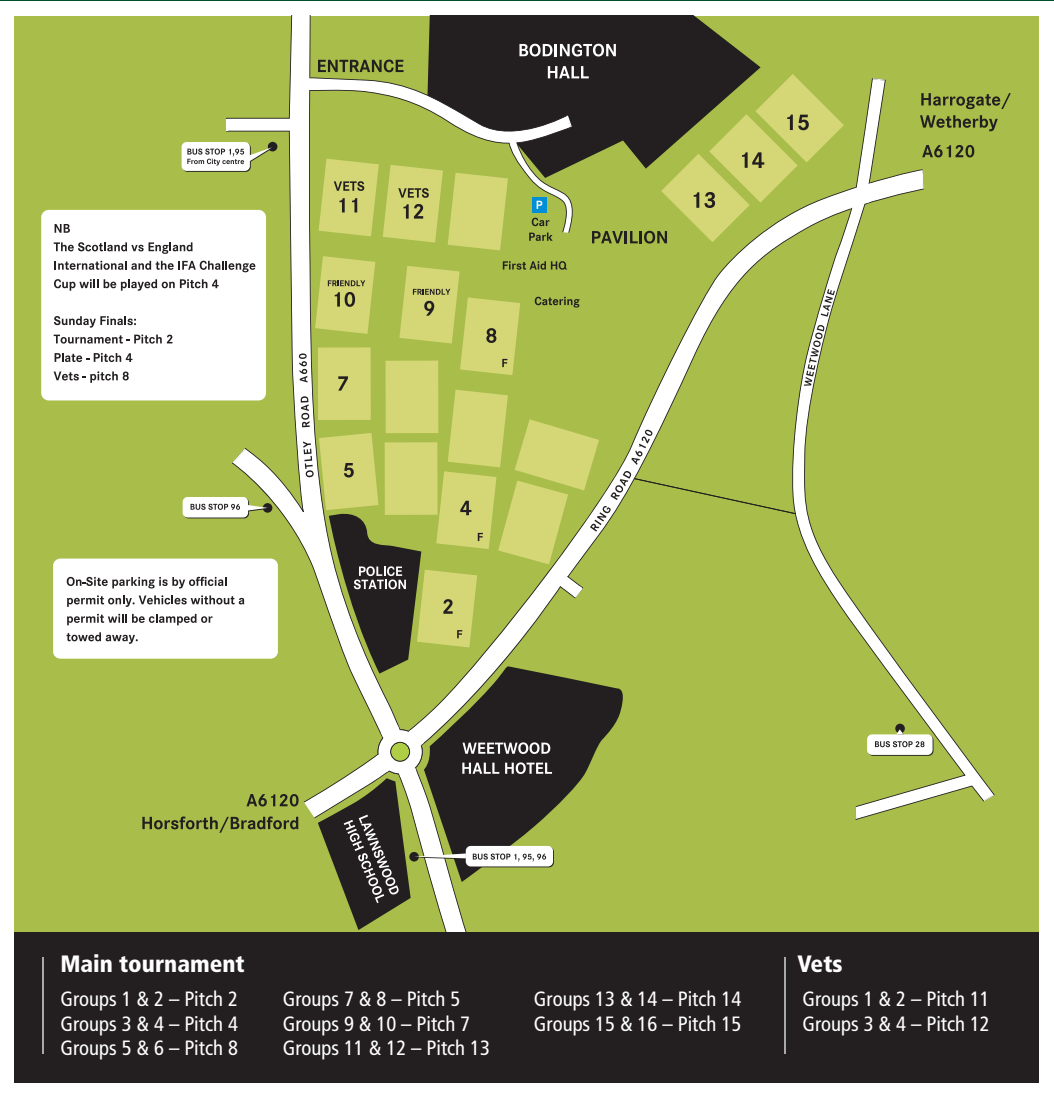 BODINGTON
HALL
ENTRANCE
Harrogate/
Wetherby
A6120
15
14
13
BUS STOP 1,95
From City centre
VETS
11
VETS
12
P
Car
Park
PAVILION
First Aid HQ
Catering
NB
The Scotland vs England
International and the IFA Challenge
Cup will be played on Pitch 4
Sunday Finals:
Tournament - Pitch 2
Plate - Pitch 4
Vets - pitch 8
FRIENDLY
10
FRIENDLY
9
8
F
7
5
4
F
OTLEY ROAD A660
RING ROAD A6120
WEETWOOD LANE
BUS STOP 96
POLICE
STATION
2
F
On-Site parking is by official
permit only. Vehicles without a
permit will be clamped or
towed away.
WEETWOOD
HALL HOTEL
BUS STOP 28
A6120
Horsforth/Bradford
LAWNSWOOD
HIGH SCHOOL
BUS STOP 1, 95, 96
Main tournament
Groups 1 & 2 – Pitch 2
Groups 3 & 4 – Pitch 4
Groups 5 & 6 – Pitch 8
Groups 7 & 8 – Pitch 5
Groups 9 & 10 – Pitch 7
Groups 11 & 12 – Pitch 13
Groups 13 & 14 – Pitch 14
Groups 15 & 16 – Pitch 15
Vets
Groups 1 & 2 – Pitch 11
Groups 3 & 4 – Pitch 12